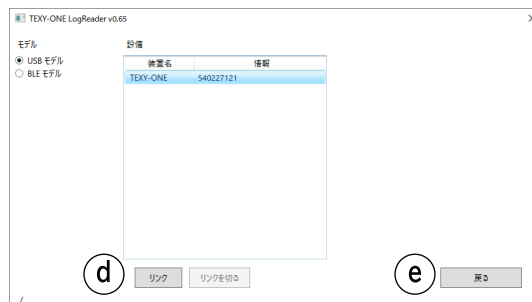 TEXY-ONE LogReader v0.65
モデル
設備
USB モデル
BLE モデル
装置名 情報
TEXY-ONE 540227121
d リンク リンクを切る e 戻る